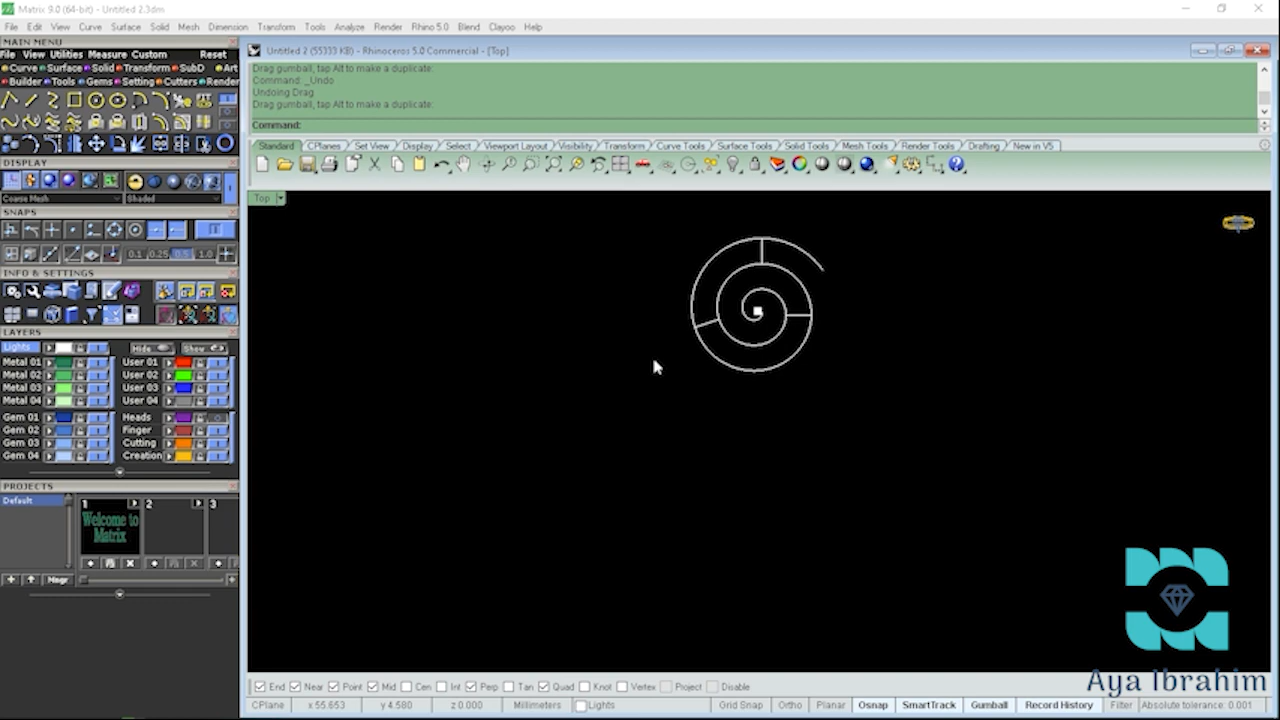 Matrix 9.0 (64-bit) - Untitled 2.3dm
File Edit View Curve Surface Solid Mesh Dimension Transform Tools Analyze Render Rhino 5.0 Blend Clayoo Help
MAIN MENU
File View Utilities Measure Custom Reset
Curve Surface Solid Transform SubD Art
Builder Tools Gems Setting Cutters Render
DISPLAY
Coarse Mesh Shaded
SNAPS
0.1 0.25 0.5 1.0
INFO & SETTINGS
LAYERS
Lights Hide Show
Metal 01 User 01
Metal 02 User 02
Metal 03 User 03
Metal 04 User 04
Gem 01 Heads
Gem 02 Finger
Gem 03 Cutting
Gem 04 Creation
PROJECTS
Default 1 2 3
Welcome to
Matrix
Mngr
Untitled 2 (55333 KB) - Rhinoceros 5.0 Commercial - [Top]
Drag gumball, tap Alt to make a duplicate:
Command: _Undo
Undoing Drag
Drag gumball, tap Alt to make a duplicate:
Command:
Standard CPlanes Set View Display Select Viewport Layout Visibility Transform Curve Tools Surface Tools Solid Tools Mesh Tools Render Tools Drafting New in V5
Top
Aya Ibrahim
End Near Point Mid Cen Int Perp Tan Quad Knot Vertex Project Disable
CPlane x 55.653 y 4.580 z 0.000 Millimeters Lights Grid Snap Ortho Planar Osnap SmartTrack Gumball Record History Filter Absolute tolerance: 0.001